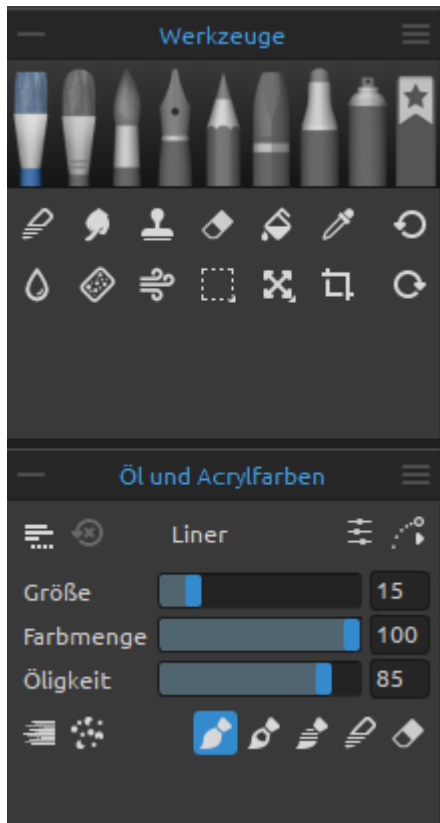 Werkzeuge
Öl und Acrylfarben
Liner
Größe 15
Farbmenge 100
Öligkeit 85